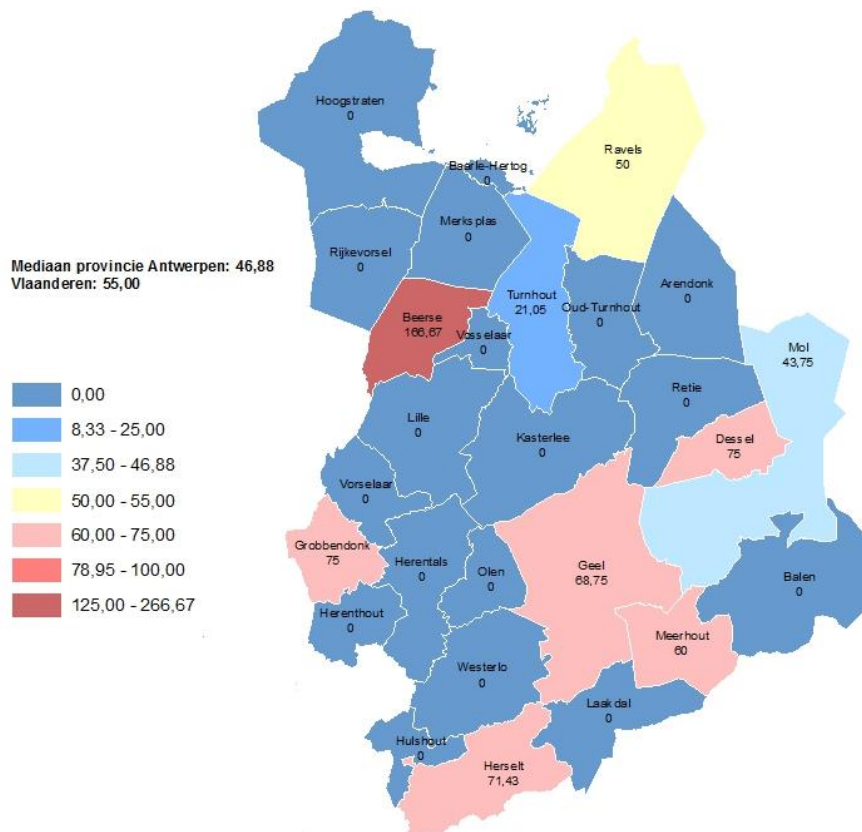 Hoogstraten
0
Ravels
50
Baarle-Hertog
0
Merksplas
0
Rijkevorsel
0
Mediaan provincie Antwerpen: 46,88
Vlaanderen: 55,00
Arendonk
0
Turnhout
21,05
Oud-Turnhout
0
Beerse
166,67
Vosselaar
0
Mol
43,75
0,00
8,33 - 25,00
37,50 - 46,88
50,00 - 55,00
60,00 - 75,00
78,95 - 100,00
125,00 - 266,67
Retie
0
Lille
0
Kasterlee
0
Dessel
75
Vorselaar
0
Grobbendonk
75
Herentals
0
Olen
0
Geel
68,75
Balen
0
Herenthout
0
Meerhout
60
Westerlo
0
Laakdal
0
Hulshout
0
Herselt
71,43